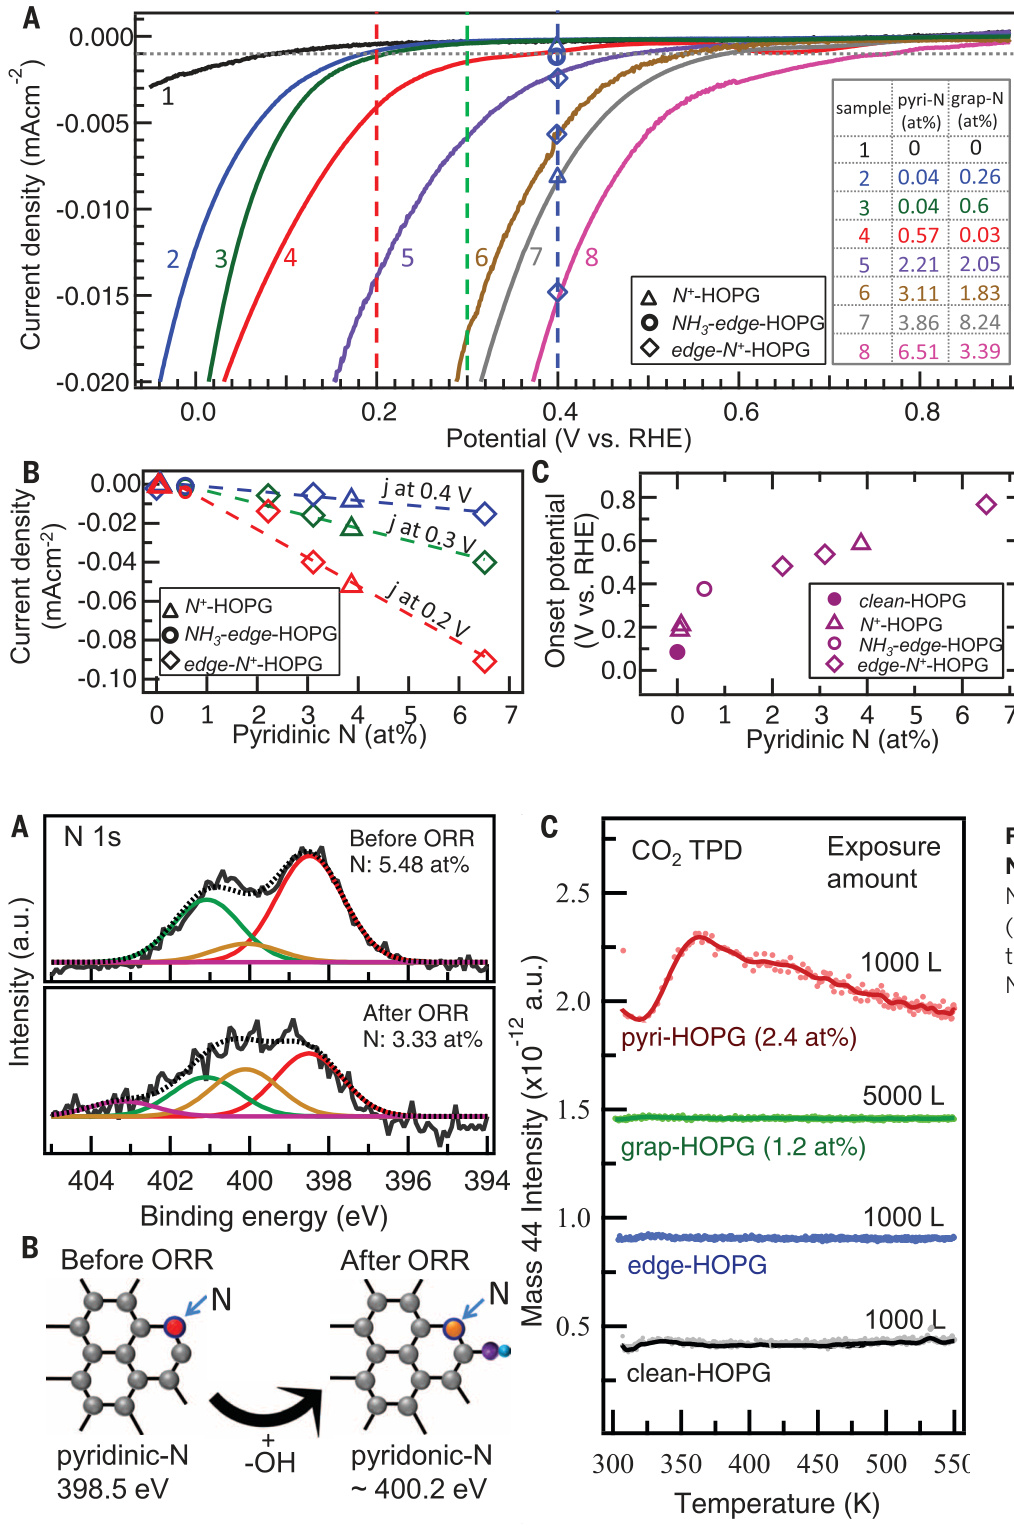 A
0.000
-0.005
-0.010
-0.015
-0.020
Current density (mAcm-2)
1
2
3
4
5
6
7
8
N+-HOPG
NH3-edge-HOPG
edge-N+-HOPG
sample pyri-N (at%) grap-N (at%)
1 0 0
2 0.04 0.26
3 0.04 0.6
4 0.57 0.03
5 2.21 2.05
6 3.11 1.83
7 3.86 8.24
8 6.51 3.39
0.0 0.2 0.4 0.6 0.8
Potential (V vs. RHE)
B
0.00
-0.02
-0.04
-0.06
-0.08
-0.10
Current density (mAcm-2)
j at 0.4 V
j at 0.3 V
j at 0.2 V
N+-HOPG
NH3-edge-HOPG
edge-N+-HOPG
0 1 2 3 4 5 6 7
Pyridinic N (at%)
C
0.8
0.6
0.4
0.2
0.0
Onset potential (V vs. RHE)
clean-HOPG
N+-HOPG
NH3-edge-HOPG
edge-N+-HOPG
0 1 2 3 4 5 6 7
Pyridinic N (at%)
A
N 1s
Before ORR
N: 5.48 at%
After ORR
N: 3.33 at%
Intensity (a.u.)
404 402 400 398 396 394
Binding energy (eV)
B
Before ORR
N
pyridinic-N
398.5 eV
+
-OH
After ORR
N
pyridonic-N
~ 400.2 eV
C
CO2 TPD
Exposure
amount
2.5
2.0
1.5
1.0
0.5
Mass 44 Intensity (x10-12 a.u.)
1000 L
pyri-HOPG (2.4 at%)
5000 L
grap-HOPG (1.2 at%)
1000 L
edge-HOPG
1000 L
clean-HOPG
300 350 400 450 500 550
Temperature (K)
F
N
N
(
t
N